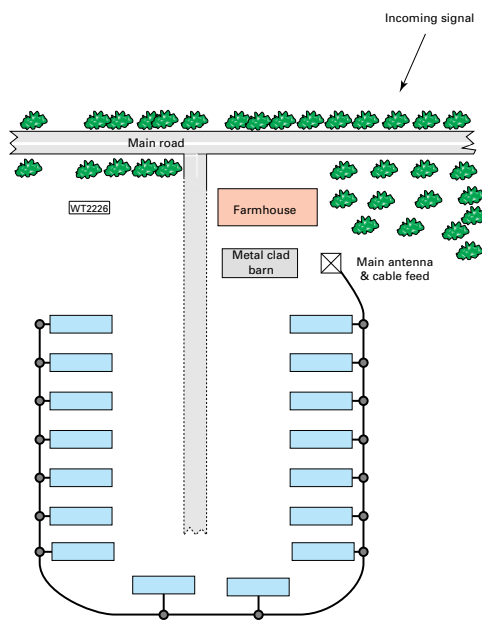 Incoming signal
Main road
WT2226
Farmhouse
Metal clad
barn
Main antenna
& cable feed